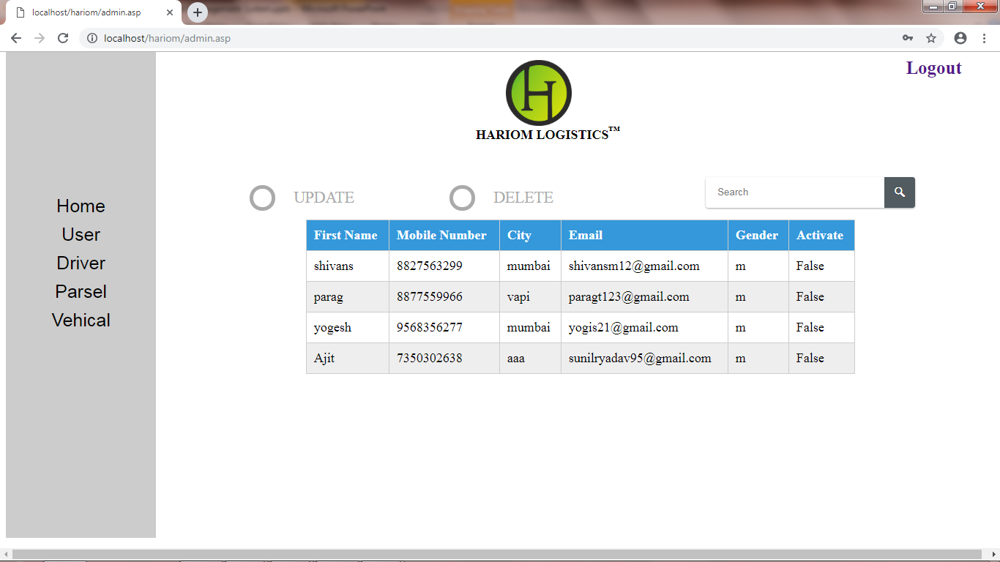 localhost/hariom/admin.asp
localhost/hariom/admin.asp
Logout
H
HARIOM LOGISTICS™
Home
User
Driver
Parsel
Vehical
UPDATE DELETE Search
First Name Mobile Number City Email Gender Activate
shivans 8827563299 mumbai shivansm12@gmail.com m False
parag 8877559966 vapi paragt123@gmail.com m False
yogesh 9568356277 mumbai yogis21@gmail.com m False
Ajit 7350302638 aaa sunilryadav95@gmail.com m False